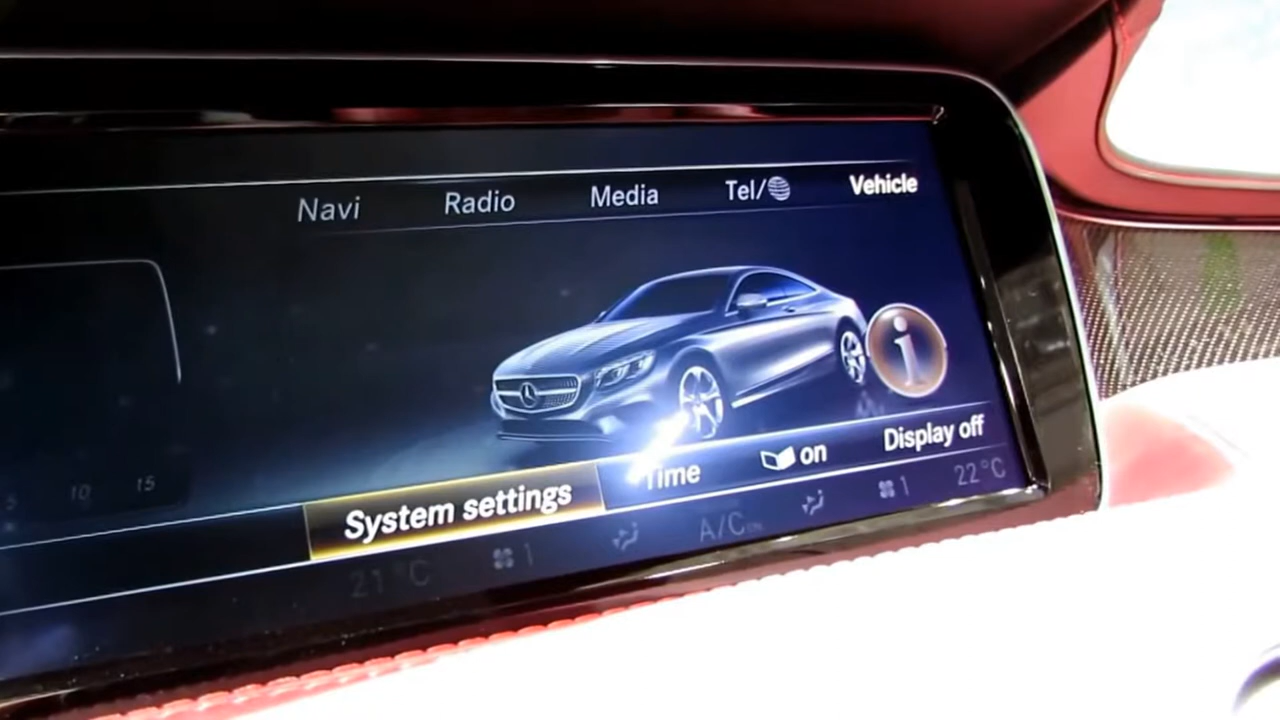 Navi Radio Media Tel/ Vehicle
i
10 15
System settings Time on Display off
21°C 1 A/C 1 22°C